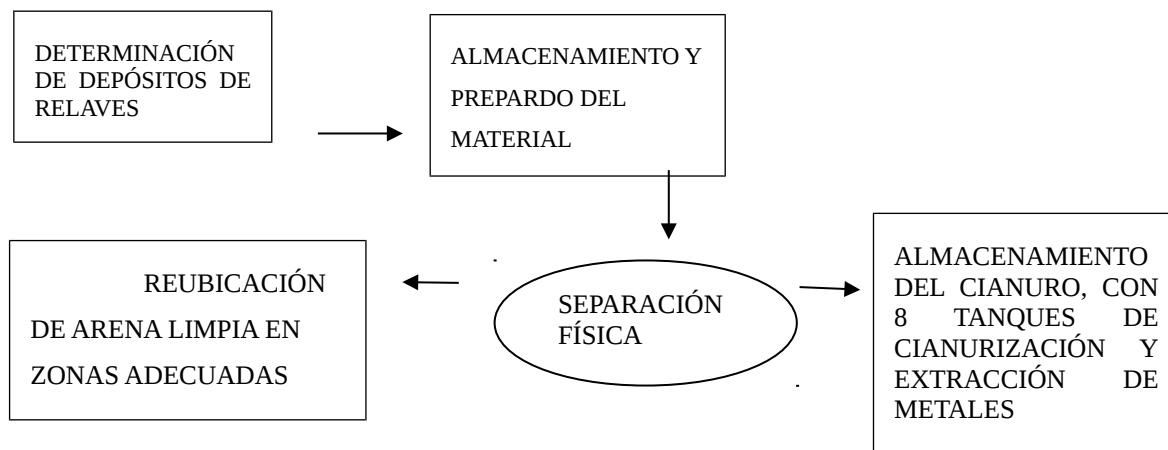 DETERMINACIÓN
DE DEPÓSITOS DE
RELAVES
ALMACENAMIENTO Y
PREPARDO DEL
MATERIAL
REUBICACIÓN
DE ARENA LIMPIA EN
ZONAS ADECUADAS
SEPARACIÓN
FÍSICA
ALMACENAMIENTO
DEL CIANURO, CON
8 TANQUES DE
CIANURIZACIÓN Y
EXTRACCIÓN DE
METALES